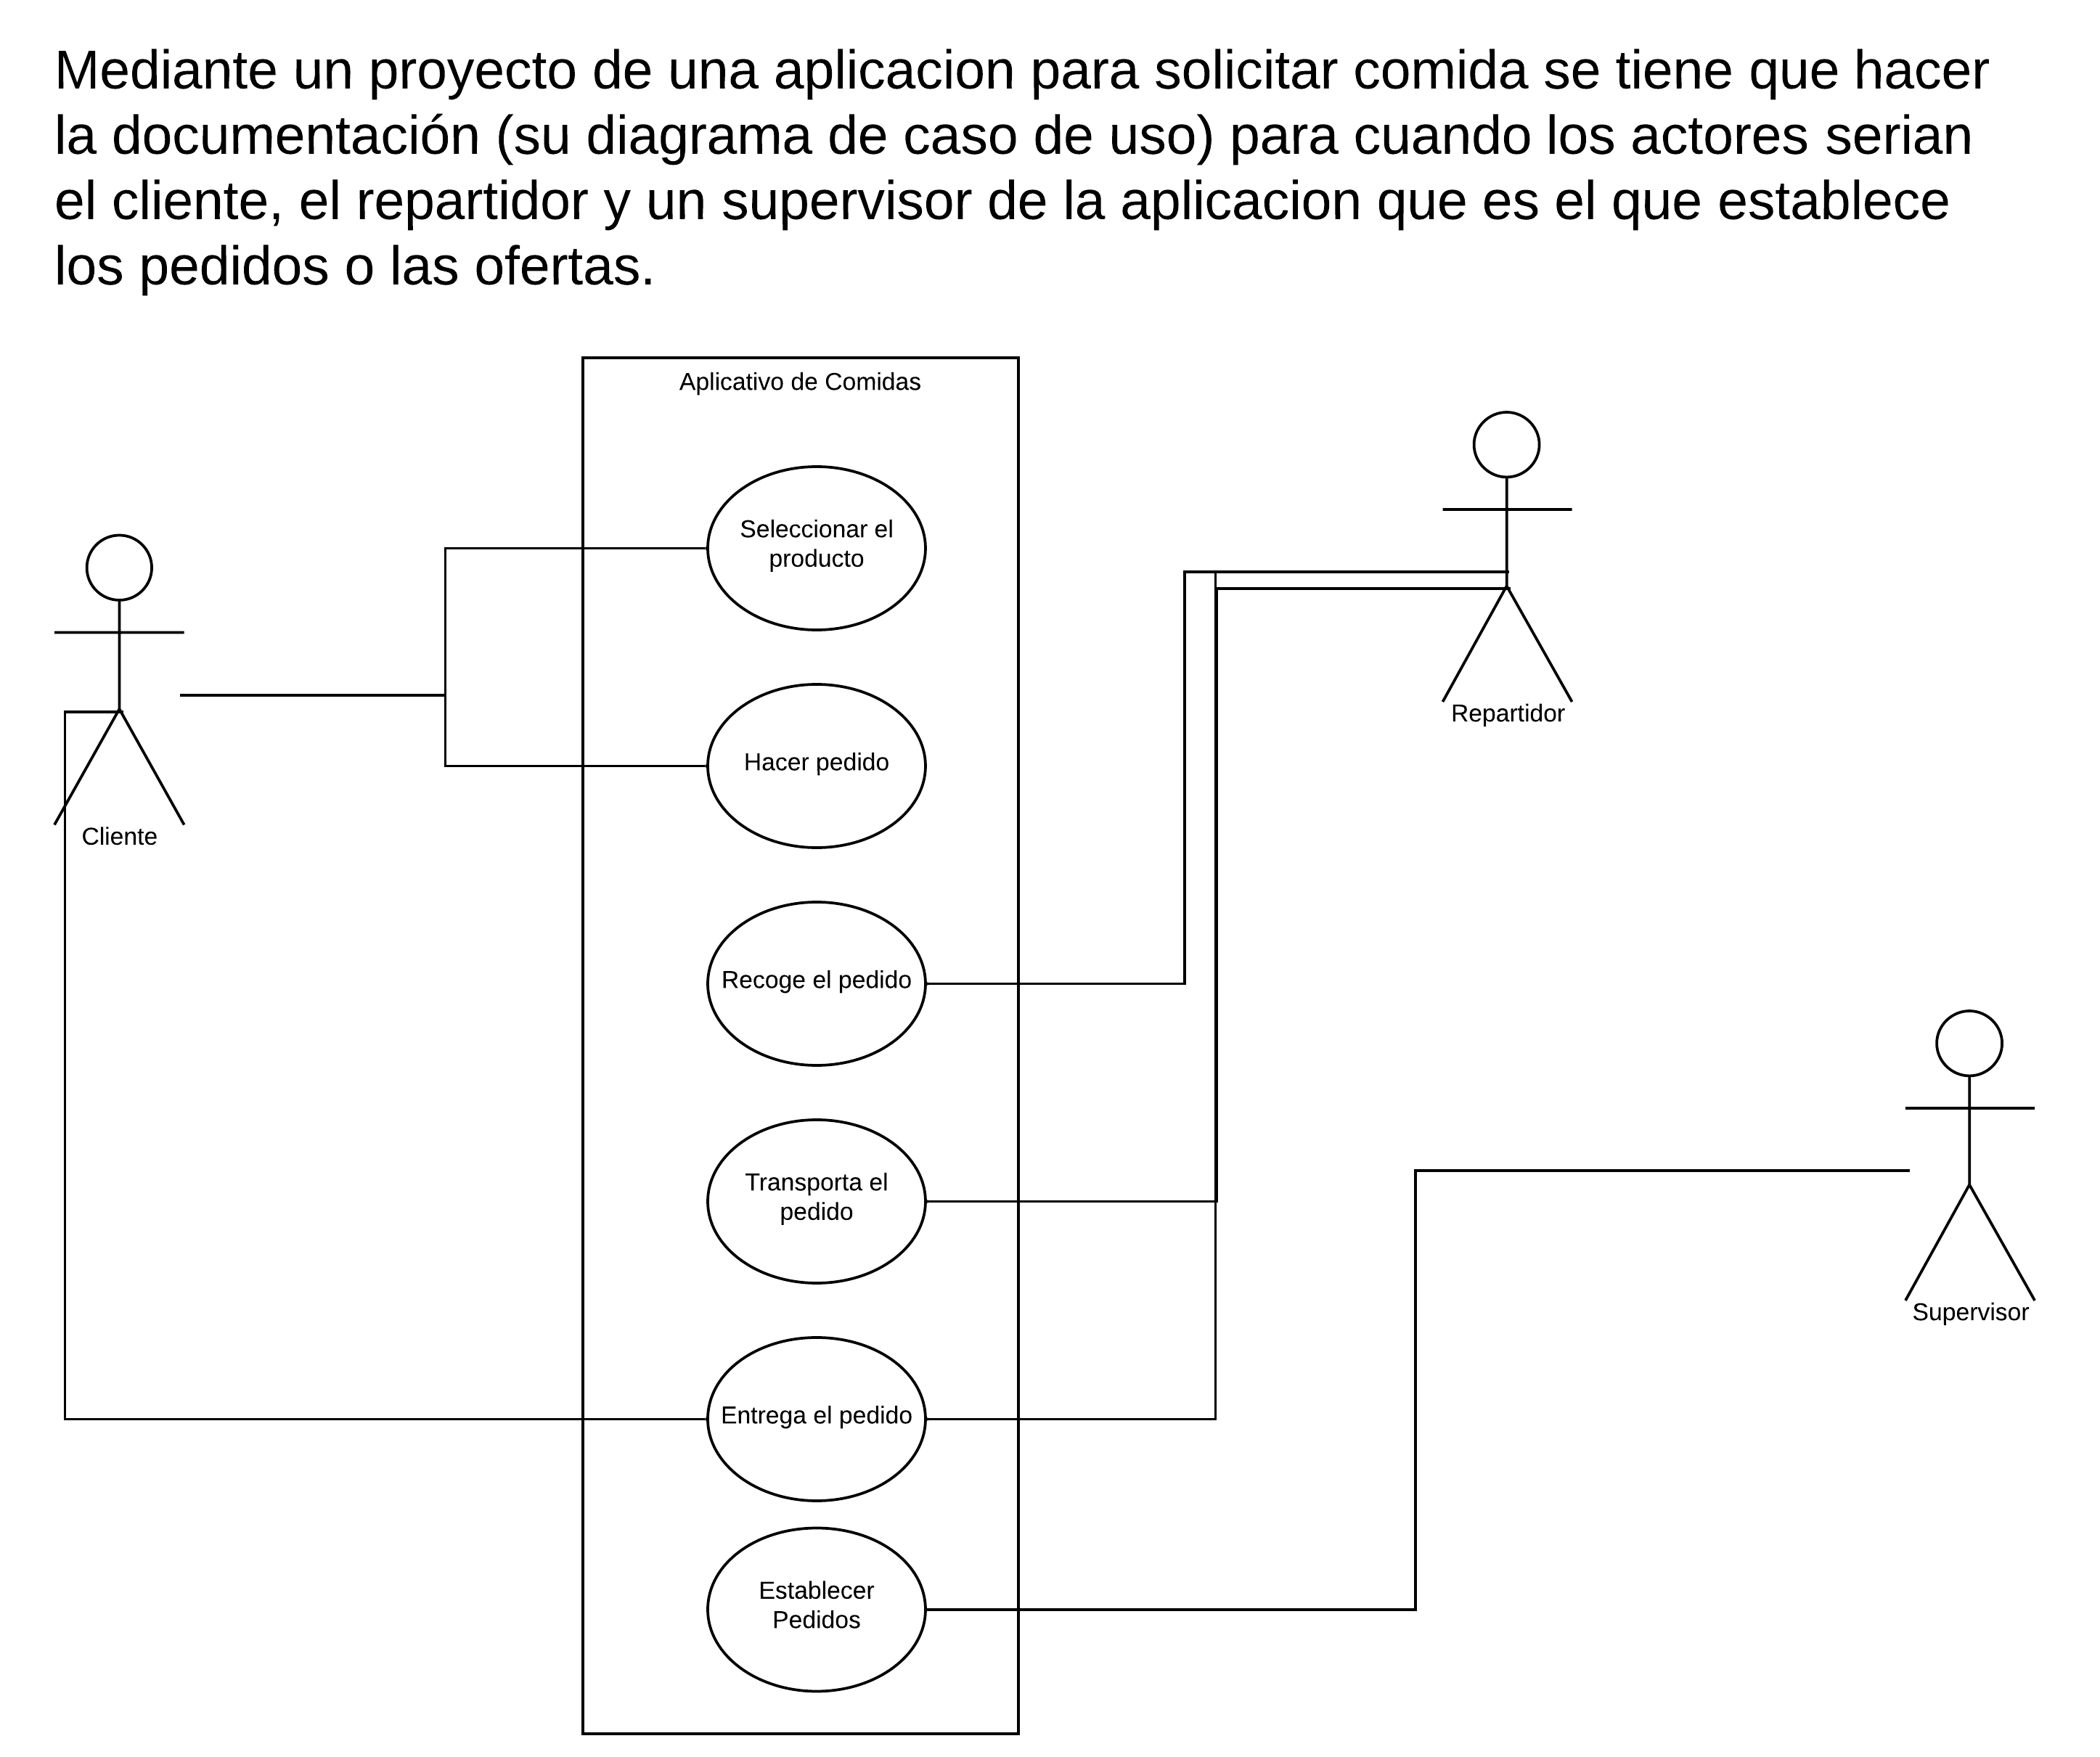 Mediante un proyecto de una aplicacion para solicitar comida se tiene que hacer
la documentación (su diagrama de caso de uso) para cuando los actores serian
el cliente, el repartidor y un supervisor de la aplicacion que es el que establece
los pedidos o las ofertas.
Aplicativo de Comidas
Seleccionar el
producto
Hacer pedido
Repartidor
Cliente
Recoge el pedido
Transporta el
pedido
Supervisor
Entrega el pedido
Establecer
Pedidos